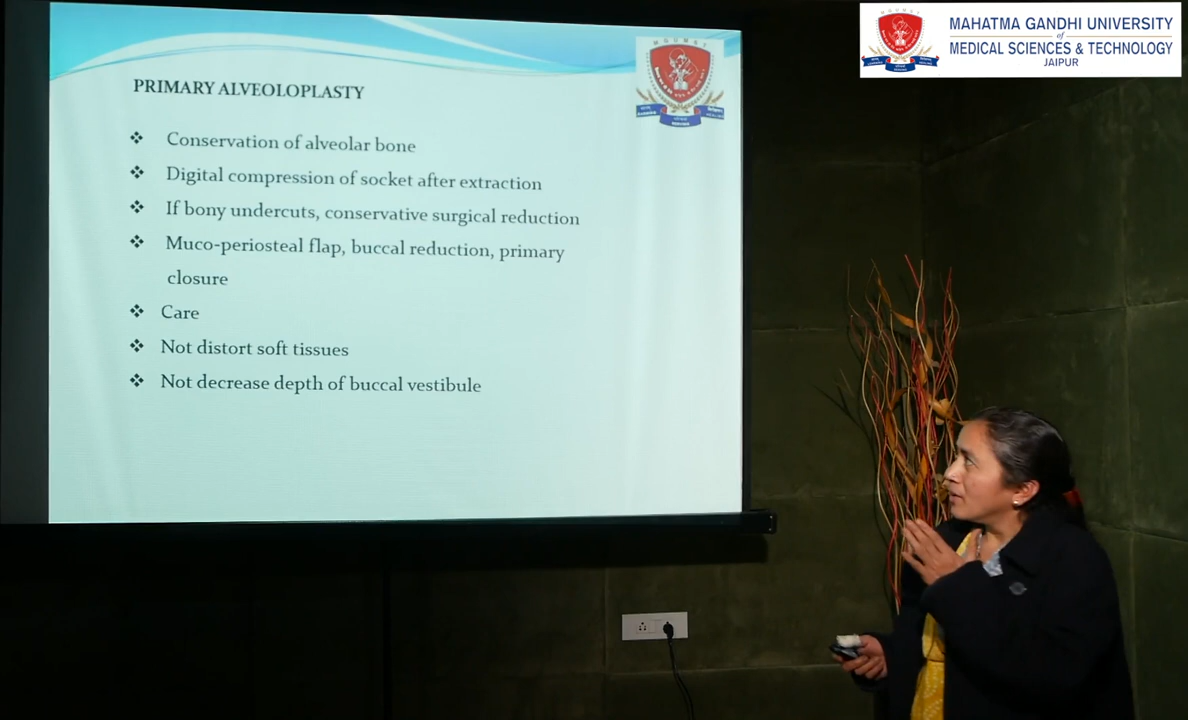 MAHATMA GANDHI UNIVERSITY
of
MEDICAL SCIENCES & TECHNOLOGY
JAIPUR
PRIMARY ALVEOLOPLASTY
Conservation of alveolar bone
Digital compression of socket after extraction
If bony undercuts, conservative surgical reduction
Muco-periosteal flap, buccal reduction, primary
closure
Care
Not distort soft tissues
Not decrease depth of buccal vestibule